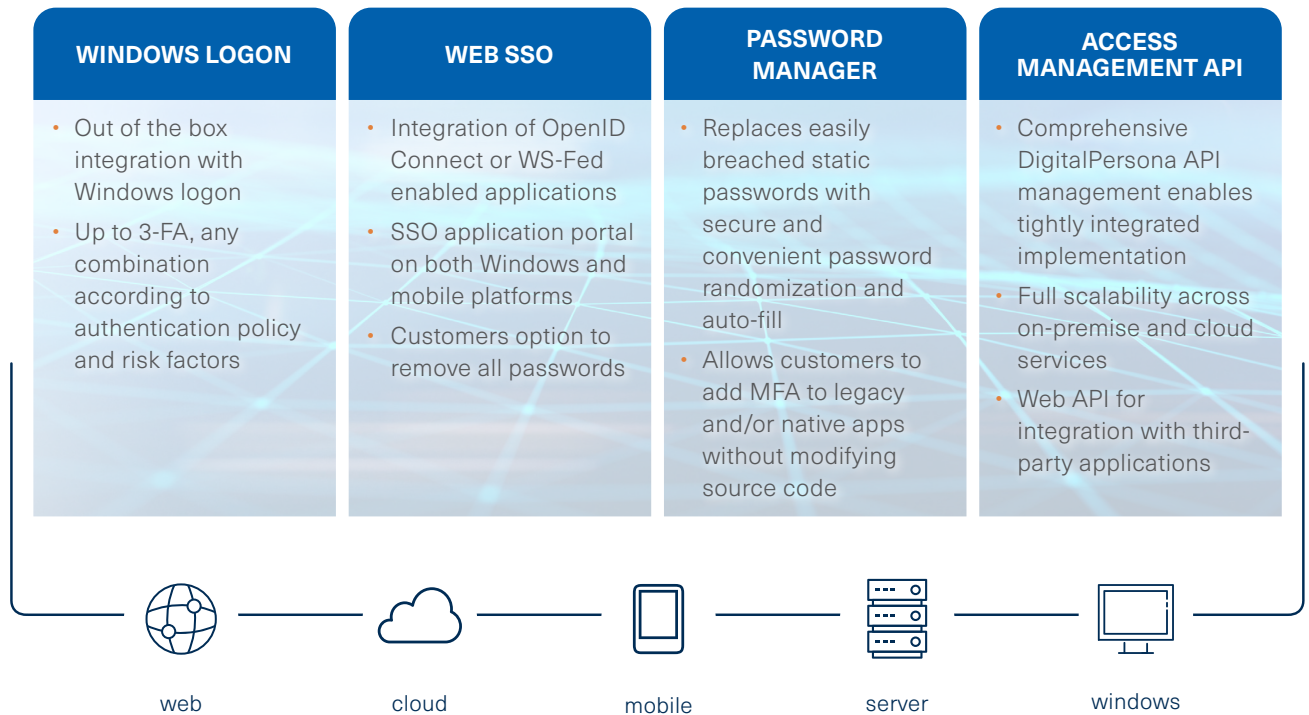 WINDOWS LOGON
• Out of the box
integration with
Windows logon
• Up to 3-FA, any
combination
according to
authentication policy
and risk factors
WEB SSO
• Integration of OpenID
Connect or WS-Fed
enabled applications
• SSO application portal
on both Windows and
mobile platforms
• Customers option to
remove all passwords
PASSWORD
MANAGER
• Replaces easily
breached static
passwords with
secure and
convenient password
randomization and
auto-fill
• Allows customers to
add MFA to legacy
and/or native apps
without modifying
source code
ACCESS
MANAGEMENT API
• Comprehensive
DigitalPersona API
management enables
tightly integrated
implementation
• Full scalability across
on-premise and cloud
services
• Web API for
integration with third-
party applications
web
cloud
mobile
server
windows